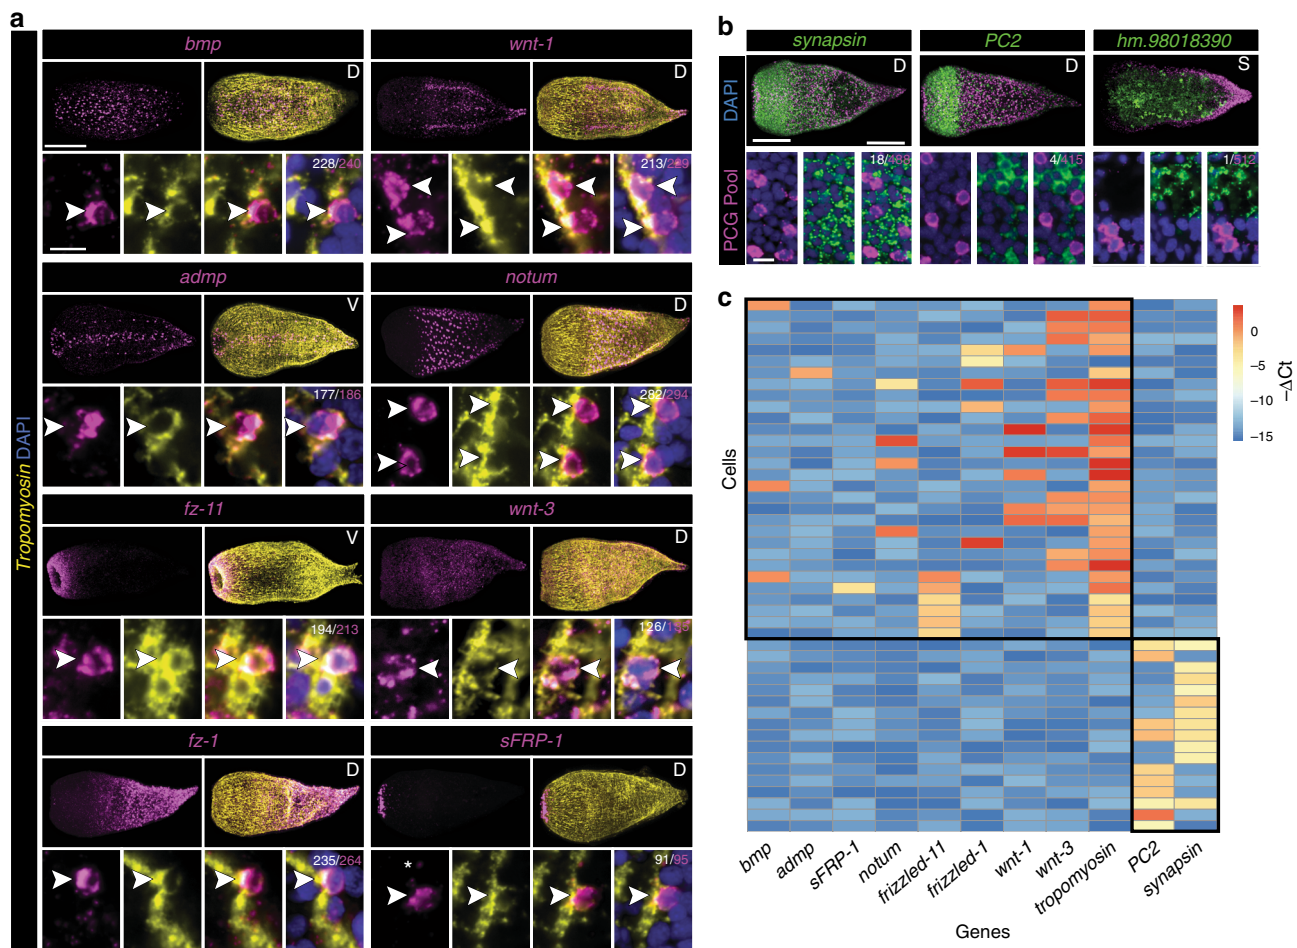 a
Tropomyosin DAPI
bmp
D
228/240
wnt-1
D
213/229
admp
V
177/186
notum
D
282/294
fz-11
V
194/213
wnt-3
D
126/
fz-1
D
235/264
sFRP-1
D
*
91/95
b
DAPI
PCG Pool
synapsin
D
18/488
PC2
D
4/415
hm.98018390
S
1/512
c
Cells
0
−5
−10
−15
−ΔCt
bmp
admp
sFRP-1
notum
frizzled-11
frizzled-1
wnt-1
wnt-3
tropomyosin
PC2
synapsin
Genes